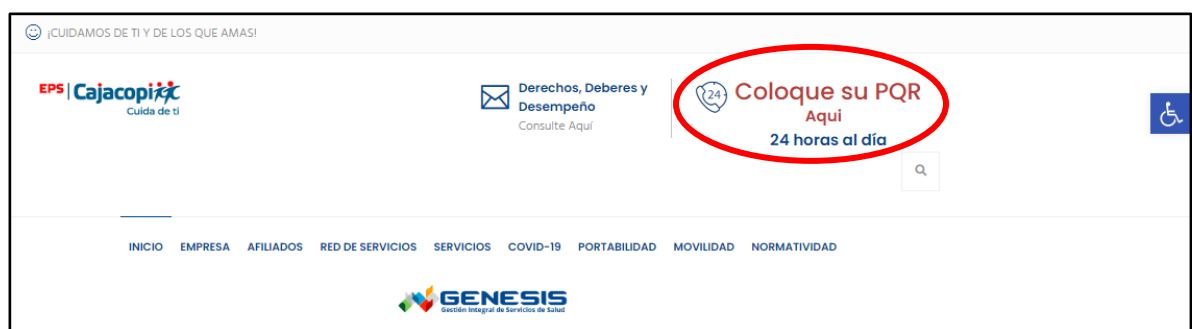 ¡CUIDAMOS DE TI Y DE LOS QUE AMAS!
EPS | Cajacopi
Cuida de ti
Derechos, Deberes y
Desempeño
Consulte Aquí
24
Coloque su PQR
Aqui
24 horas al día
INICIO EMPRESA AFILIADOS RED DE SERVICIOS SERVICIOS COVID-19 PORTABILIDAD MOVILIDAD NORMATIVIDAD
GENESIS
Gestión Integral de Servicios de Salud